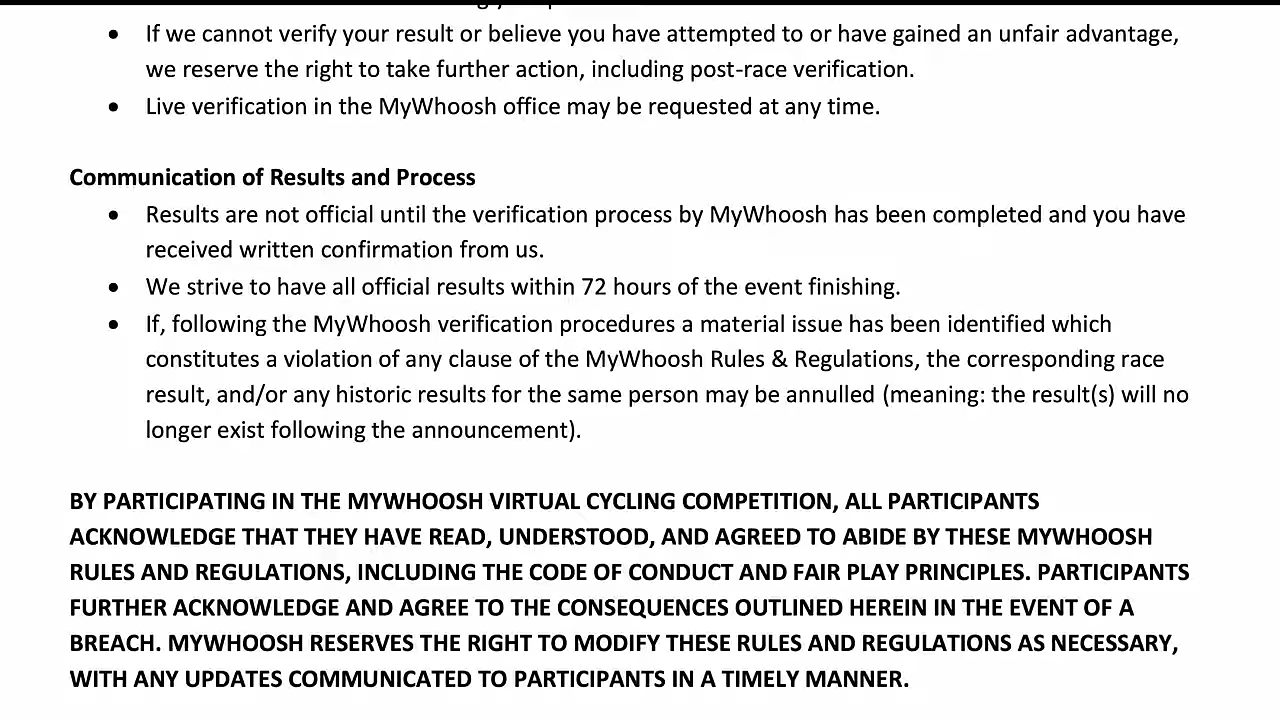 • If we cannot verify your result or believe you have attempted to or have gained an unfair advantage,
we reserve the right to take further action, including post-race verification.
• Live verification in the MyWhoosh office may be requested at any time.
Communication of Results and Process
• Results are not official until the verification process by MyWhoosh has been completed and you have
received written confirmation from us.
• We strive to have all official results within 72 hours of the event finishing.
• If, following the MyWhoosh verification procedures a material issue has been identified which
constitutes a violation of any clause of the MyWhoosh Rules & Regulations, the corresponding race
result, and/or any historic results for the same person may be annulled (meaning: the result(s) will no
longer exist following the announcement).
BY PARTICIPATING IN THE MYWHOOSH VIRTUAL CYCLING COMPETITION, ALL PARTICIPANTS
ACKNOWLEDGE THAT THEY HAVE READ, UNDERSTOOD, AND AGREED TO ABIDE BY THESE MYWHOOSH
RULES AND REGULATIONS, INCLUDING THE CODE OF CONDUCT AND FAIR PLAY PRINCIPLES. PARTICIPANTS
FURTHER ACKNOWLEDGE AND AGREE TO THE CONSEQUENCES OUTLINED HEREIN IN THE EVENT OF A
BREACH. MYWHOOSH RESERVES THE RIGHT TO MODIFY THESE RULES AND REGULATIONS AS NECESSARY,
WITH ANY UPDATES COMMUNICATED TO PARTICIPANTS IN A TIMELY MANNER.